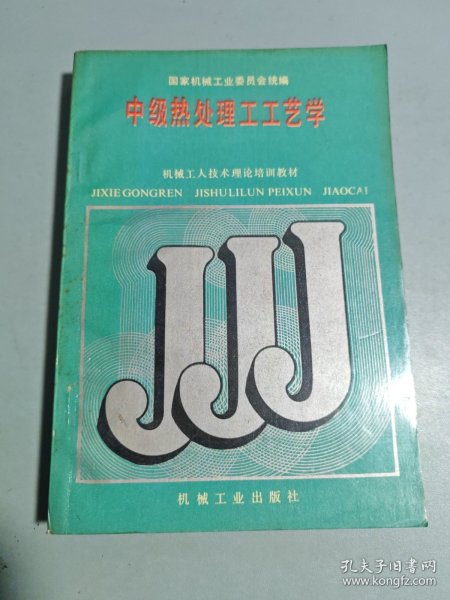 国家机械工业委员会统编
中级热处理工工艺学
机械工人技术理论培训教材
JIXIEGONGREN JISHULILUN PEIXUN JIAOCAI
JJJ
机械工业出版社
孔夫子旧书网
www.kongfz.com